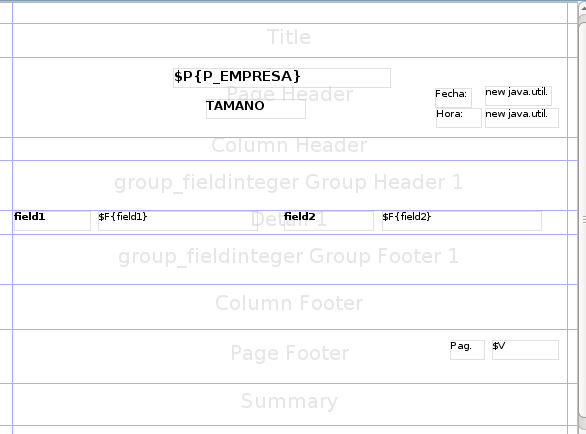 Title
$P{P_EMPRESA}
Page Header
Fecha: new java.util.
TAMANO
Hora: new java.util.
Column Header
group_fieldinteger Group Header 1
field1 $F{field1} Detail 1 field2 $F{field2}
group_fieldinteger Group Footer 1
Column Footer
Page Footer
Pag. $V
Summary